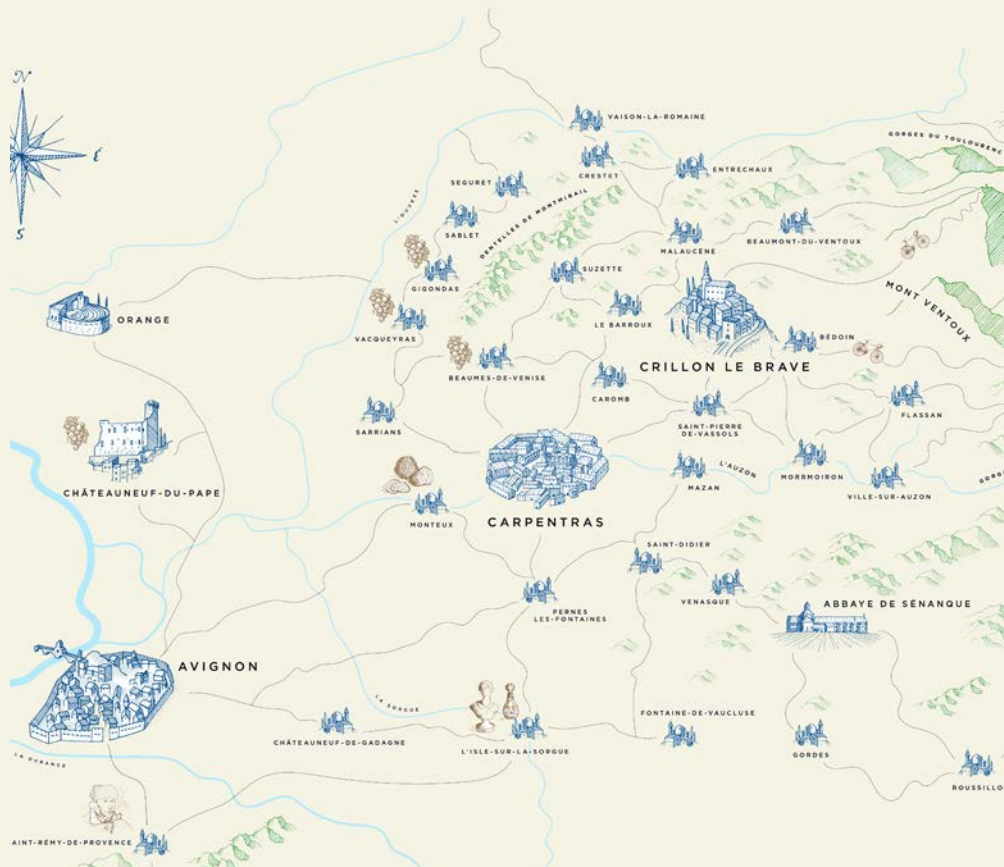 N
É
S
VAISON-LA-ROMAINE
GORGES DU TOULOURENC
CRESTET
ENTRECHAUX
SÉGURET
L'OUVÈZE
DENTELLES DE MONTMIRAIL
SABLET
BEAUMONT-DU-VENTOUX
MALAUCÈNE
SUZETTE
GIGONDAS
MONT VENTOUX
ORANGE
LE BARROUX
VACQUEYRAS
BÉDOIN
CRILLON LE BRAVE
BEAUMES-DE-VENISE
CAROMB
FLASSAN
SARRIANS
SAINT-PIERRE
DE-VASSOLS
L'AUZON
MAZAN
MORRMOIRON
GORG
CHÂTEAUNEUF-DU-PAPE
VILLE-SUR-AUZON
MONTEUX
CARPENTRAS
SAINT-DIDIER
VENASQUE
ABBAYE DE SÉNANQUE
PERNES
LES-FONTAINES
AVIGNON
LA SORGUE
FONTAINE-DE-VAUCLUSE
CHÂTEAUNEUF-DE-GADAGNE
L'ISLE-SUR-LA-SORGUE
GORDES
LA DURANCE
ROUSSILLO
AINT-RÉMY-DE-PROVENCE